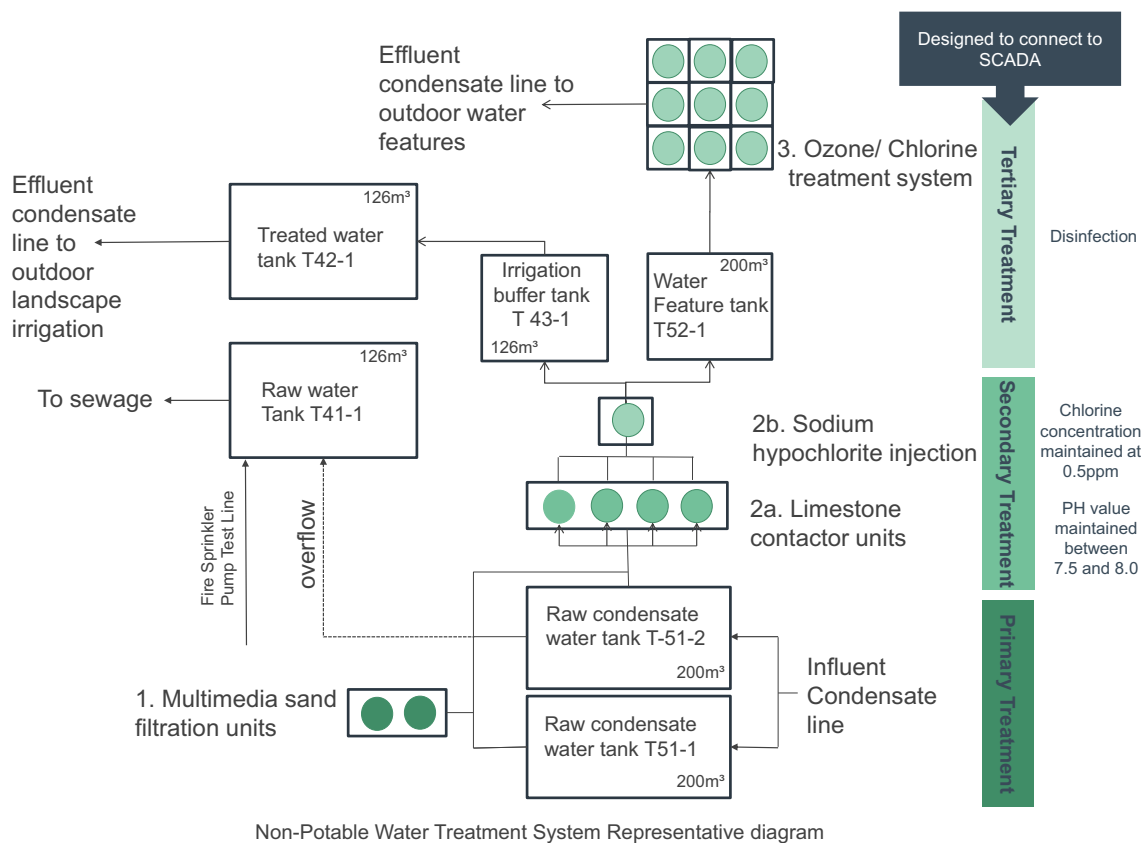 Designed to connect to
SCADA
Effluent
condensate
line to
outdoor water
features
3. Ozone/ Chlorine
treatment system
Tertiary Treatment
Disinfection
Effluent
condensate
line to
outdoor
landscape
irrigation
126m³
Treated water
tank T42-1
Irrigation
buffer tank
T 43-1
126m³
200m³
Water
Feature tank
T52-1
To sewage
126m³
Raw water
Tank T41-1
2b. Sodium
hypochlorite injection
Secondary Treatment
Chlorine
concentration
maintained at
0.5ppm
2a. Limestone
contactor units
PH value
maintained
between
7.5 and 8.0
Fire Sprinkler
Pump Test Line
overflow
Raw condensate
water tank T-51-2
200m³
Influent
Condensate
line
Primary Treatment
1. Multimedia sand
filtration units
Raw condensate
water tank T51-1
200m³
Non-Potable Water Treatment System Representative diagram